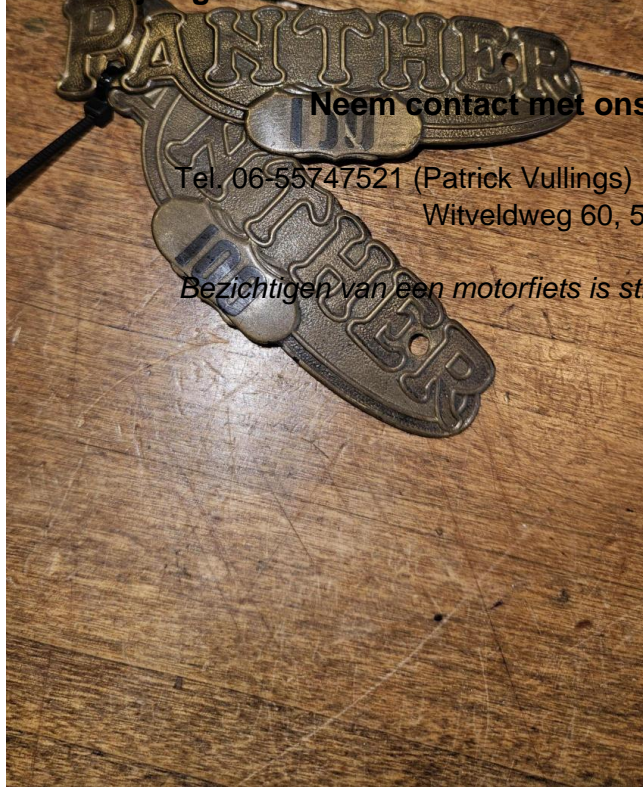 PANTHER
100
Neem contact met ons
Tel. 06-55747521 (Patrick Vullings)
Witveldweg 60, 5
PANTHER
100
Bezichtigen van een motorfiets is st